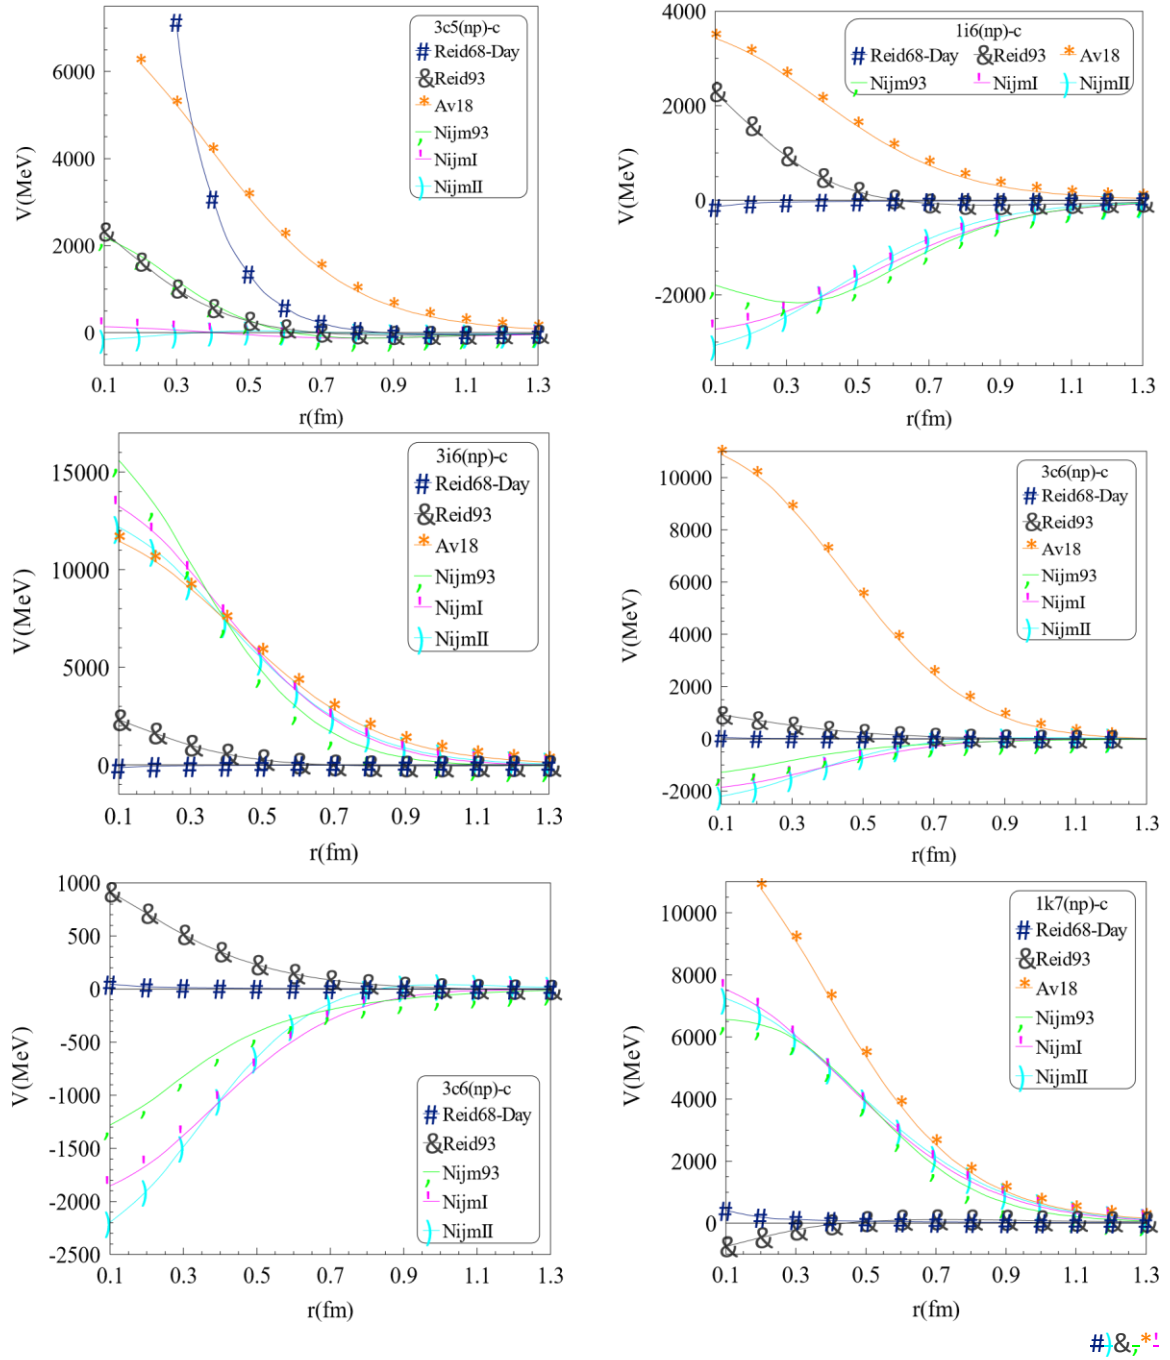 3c5(np)-c
# Reid68-Day
& Reid93
* Av18
, Nijm93
' NijmI
) NijmII
V(MeV)
6000
4000
2000
0
0.1 0.3 0.5 0.7 0.9 1.1 1.3
r(fm)
1i6(np)-c
# Reid68-Day & Reid93 * Av18
, Nijm93 ' NijmI ) NijmII
V(MeV)
4000
2000
0
-2000
0.1 0.3 0.5 0.7 0.9 1.1 1.3
r(fm)
3i6(np)-c
# Reid68-Day
& Reid93
* Av18
, Nijm93
' NijmI
) NijmII
V(MeV)
15000
10000
5000
0
0.1 0.3 0.5 0.7 0.9 1.1 1.3
r(fm)
3c6(np)-c
# Reid68-Day
& Reid93
* Av18
, Nijm93
' NijmI
) NijmII
V(MeV)
10000
8000
6000
4000
2000
0
-2000
0.1 0.3 0.5 0.7 0.9 1.1 1.3
r(fm)
3c6(np)-c
# Reid68-Day
& Reid93
, Nijm93
' NijmI
) NijmII
V(MeV)
1000
500
0
-500
-1000
-1500
-2000
-2500
0.1 0.3 0.5 0.7 0.9 1.1 1.3
r(fm)
1k7(np)-c
# Reid68-Day
& Reid93
* Av18
, Nijm93
' NijmI
) NijmII
V(MeV)
10000
8000
6000
4000
2000
0
0.1 0.3 0.5 0.7 0.9 1.1 1.3
r(fm)
#)&,*'